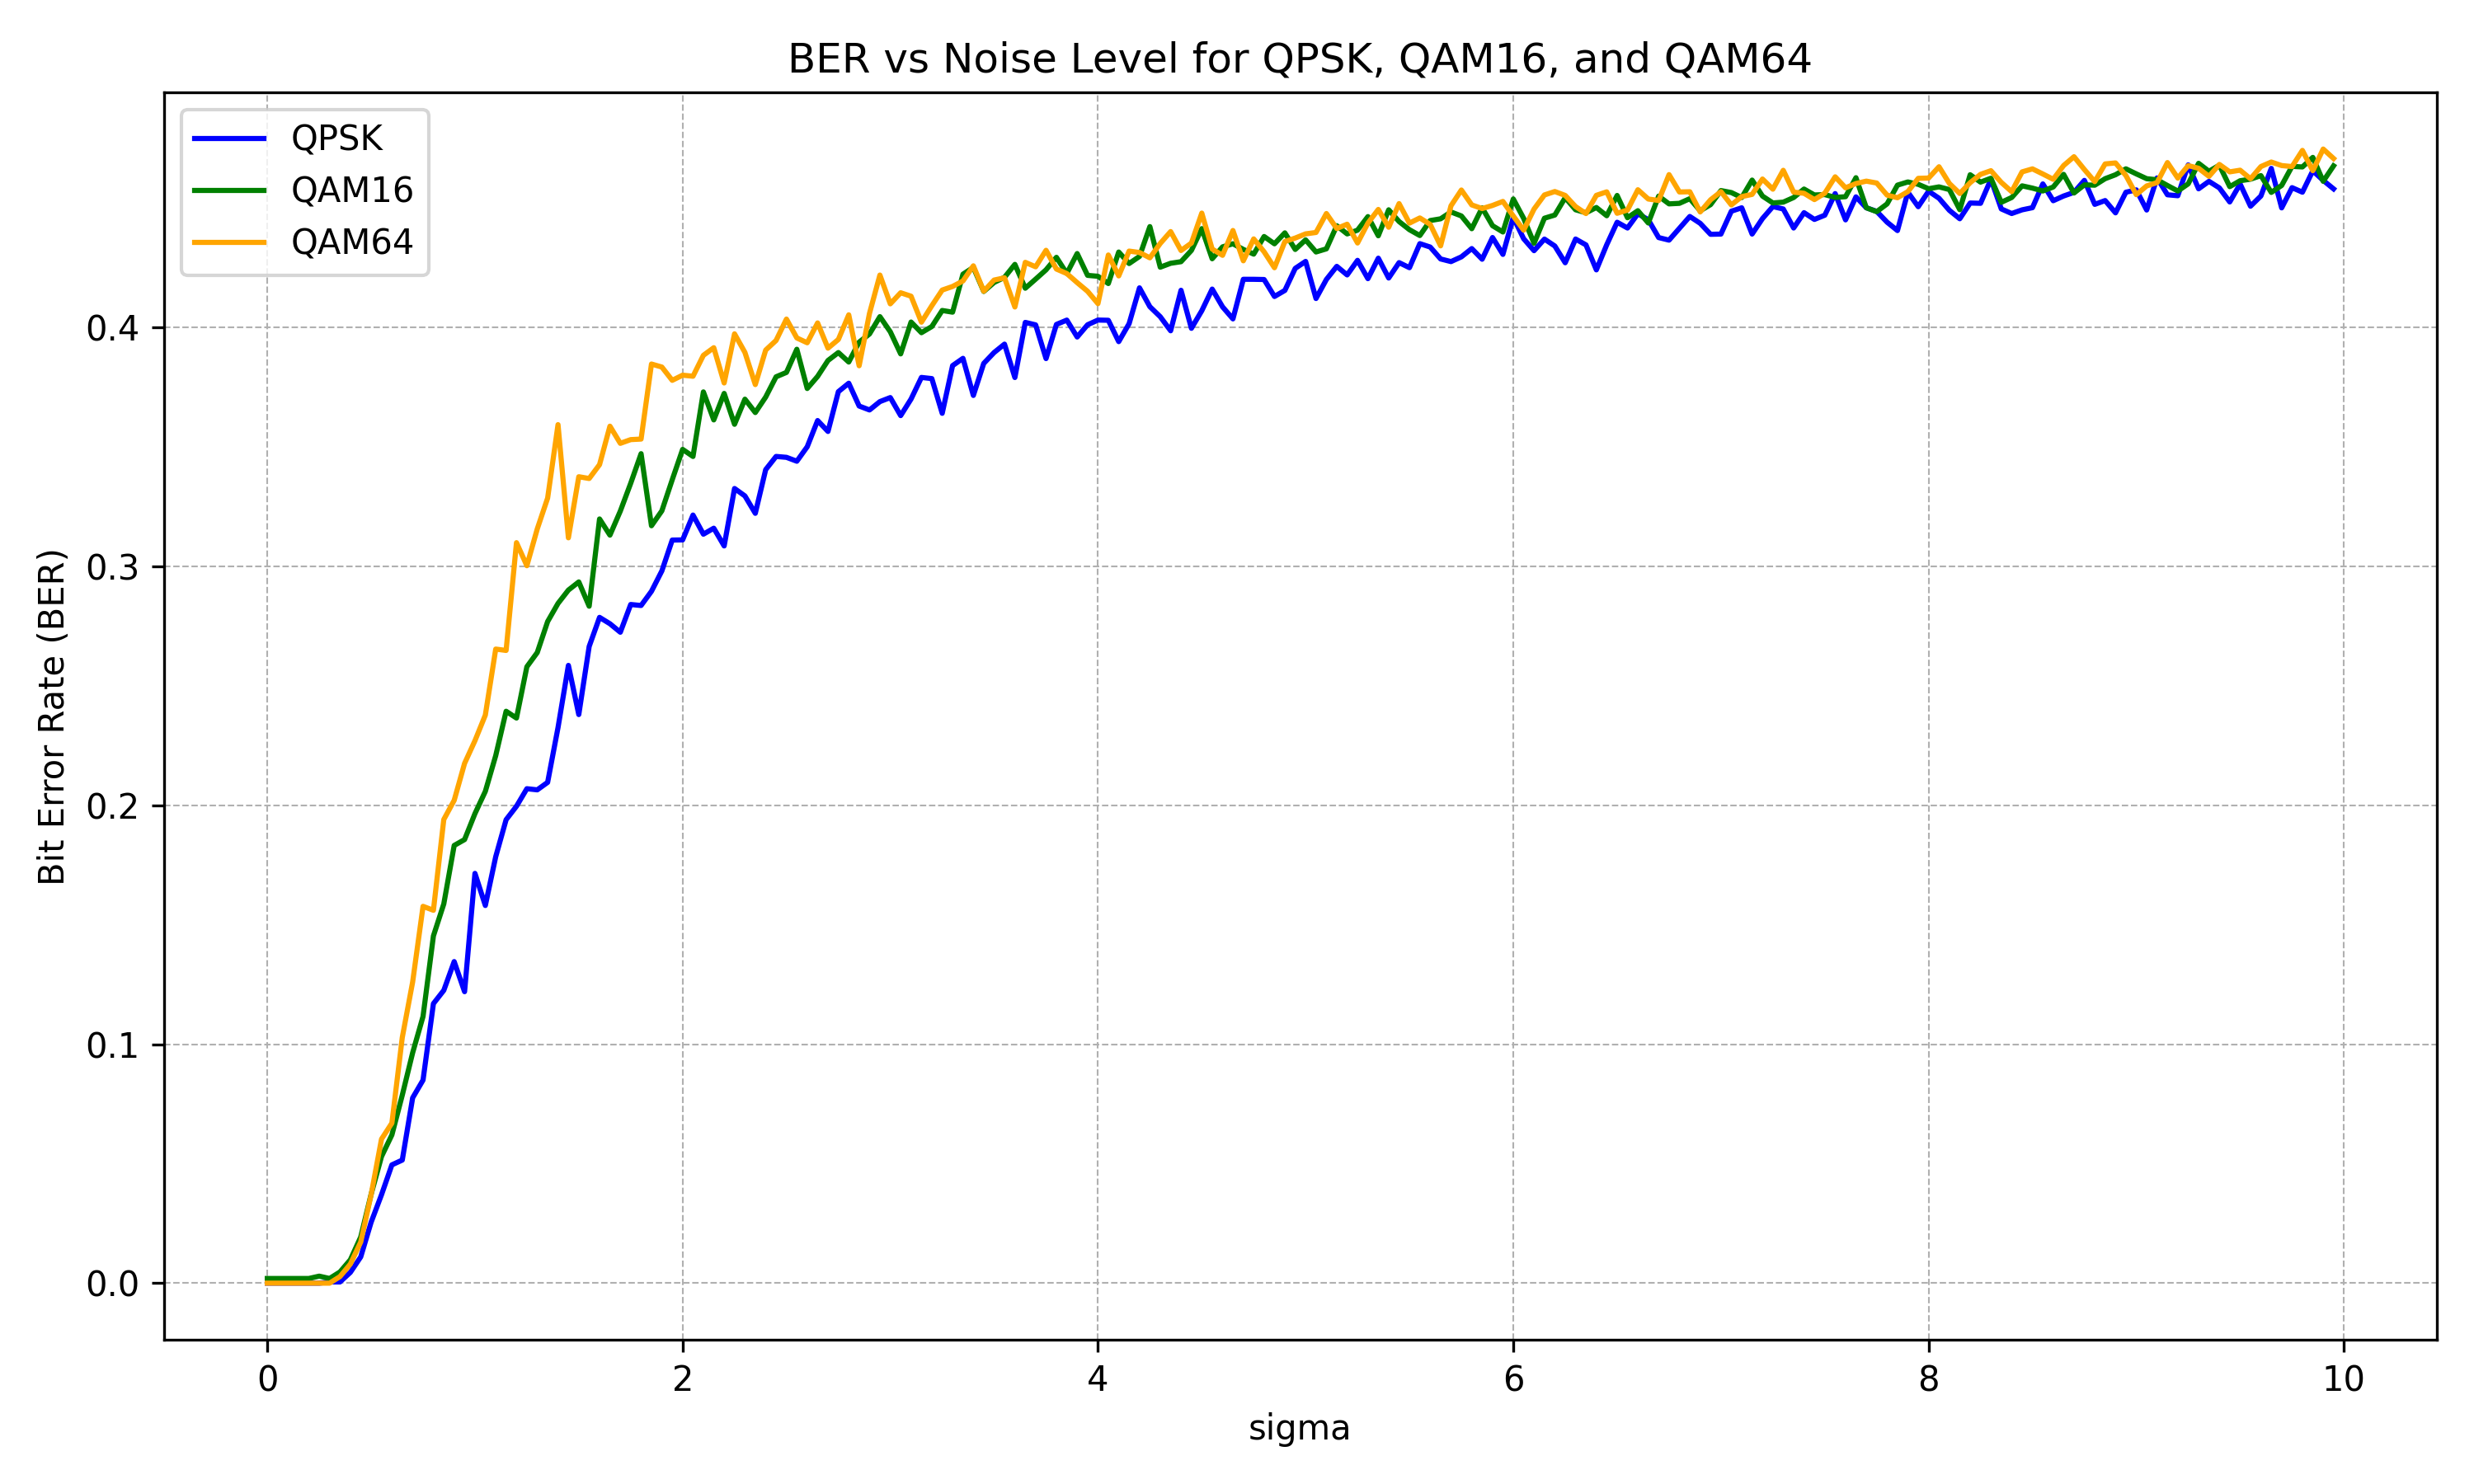 BER vs Noise Level for QPSK, QAM16, and QAM64
QPSK
QAM16
QAM64
Bit Error Rate (BER)
0.4
0.3
0.2
0.1
0.0
0 2 4 6 8 10
sigma